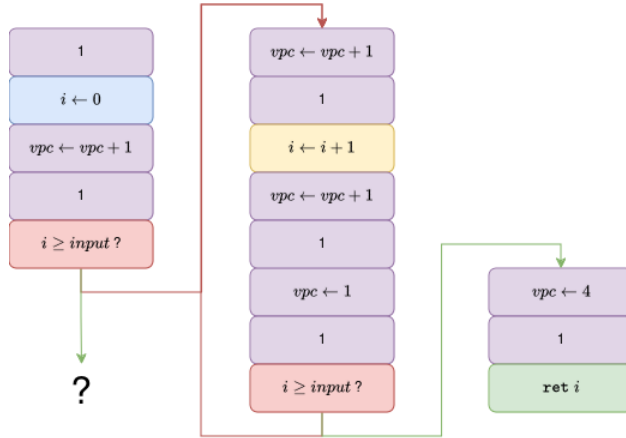 1
i ← 0
vpc ← vpc + 1
1
i ≥ input ?
?
vpc ← vpc + 1
1
i ← i + 1
vpc ← vpc + 1
1
vpc ← 1
1
i ≥ input ?
vpc ← 4
1
ret i